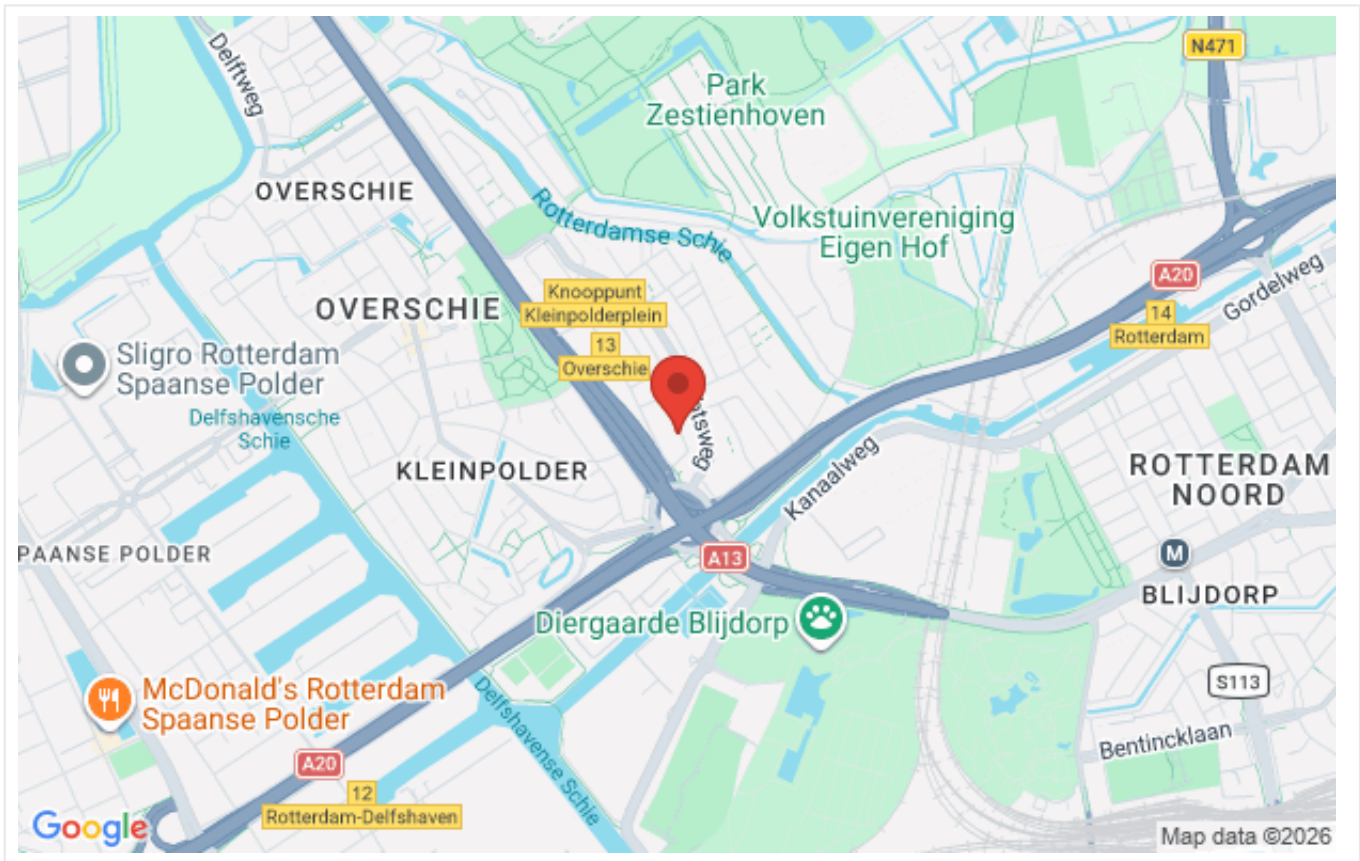 Delftweg
N471
Park
Zestienhoven
OVERSCHIE
Rotterdamse Schie
Volkstuinvereniging
Eigen Hof
A20
Gordelweg
Knooppunt
Kleinpolderplein
OVERSCHIE
14
Rotterdam
13
Overschie
Sligro Rotterdam
Spaanse Polder
Delfshavensche
Schie
tsweg
KLEINPOLDER
Kanaalweg
ROTTERDAM
NOORD
PAANSE POLDER
M
A13
BLIJDORP
Diergaarde Blijdorp
McDonald's Rotterdam
Spaanse Polder
S113
Delfshavense Schie
Bentincklaan
A20
12
Rotterdam-Delfshaven
Google
Map data ©2026